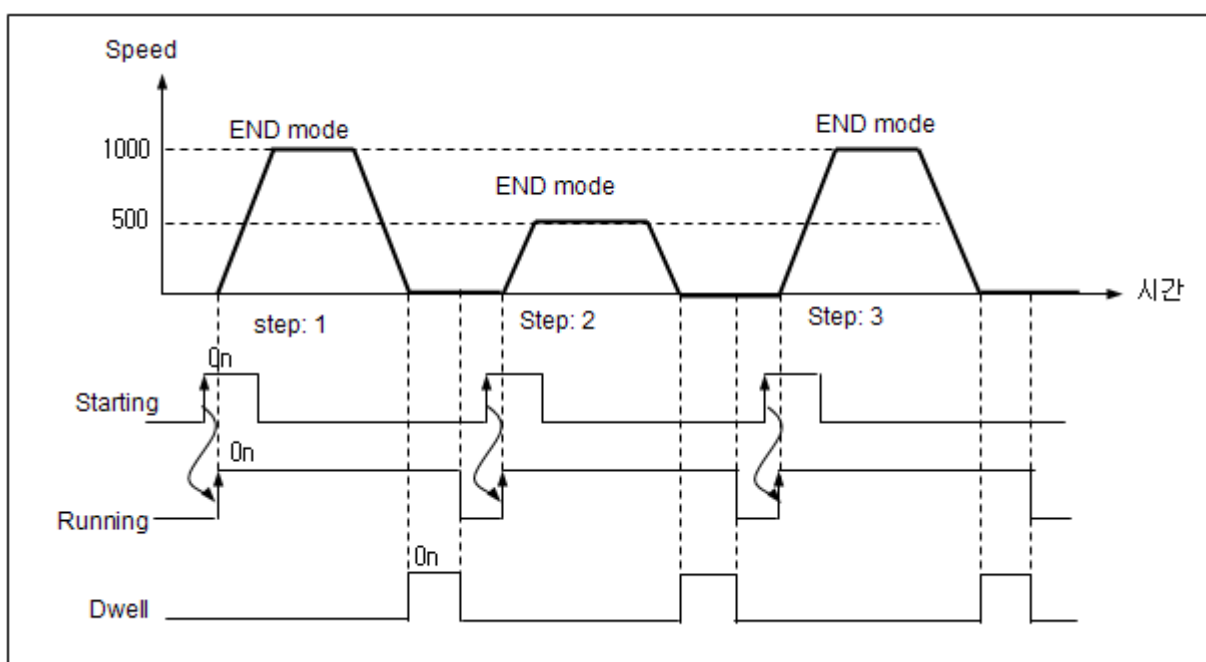 Speed
END mode
END mode
1000
END mode
500
시간
step: 1
Step: 2
Step: 3
On
Starting
On
Running
On
Dwell